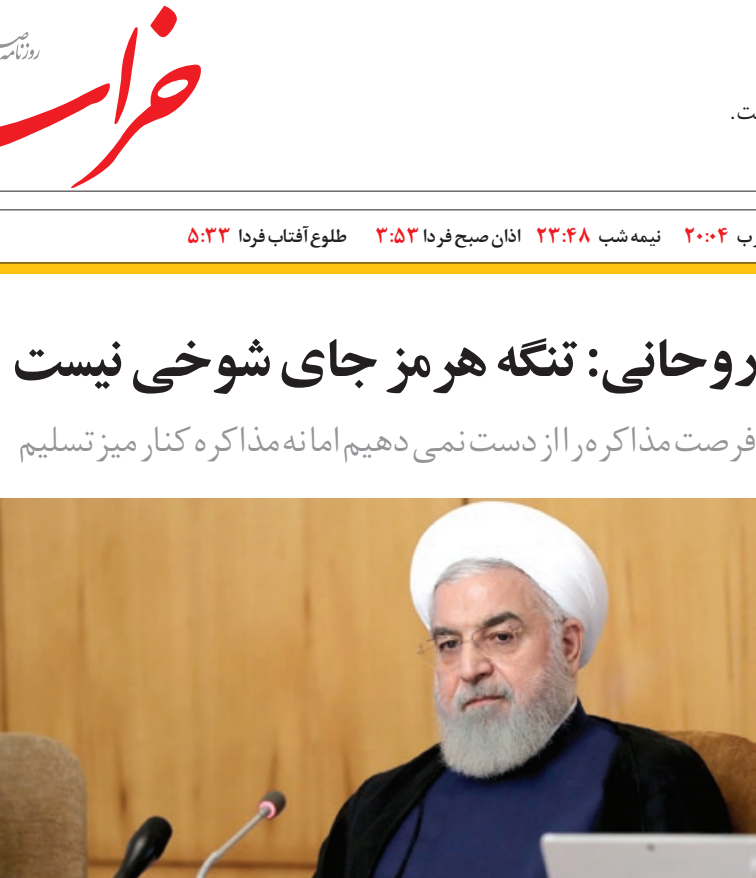 روزنامه
اذان صبح فردا ۳:۵۳ طلوع آفتاب فردا ۵:۳۳ نیمه شب ۲۳:۴۸ ۲۰:۰۴
روحانی: تنگه هرمز جای شوخی نیست
فرصت مذاکره را از دست نمی دهیم اما نه مذاکره کنار میز تسلیم